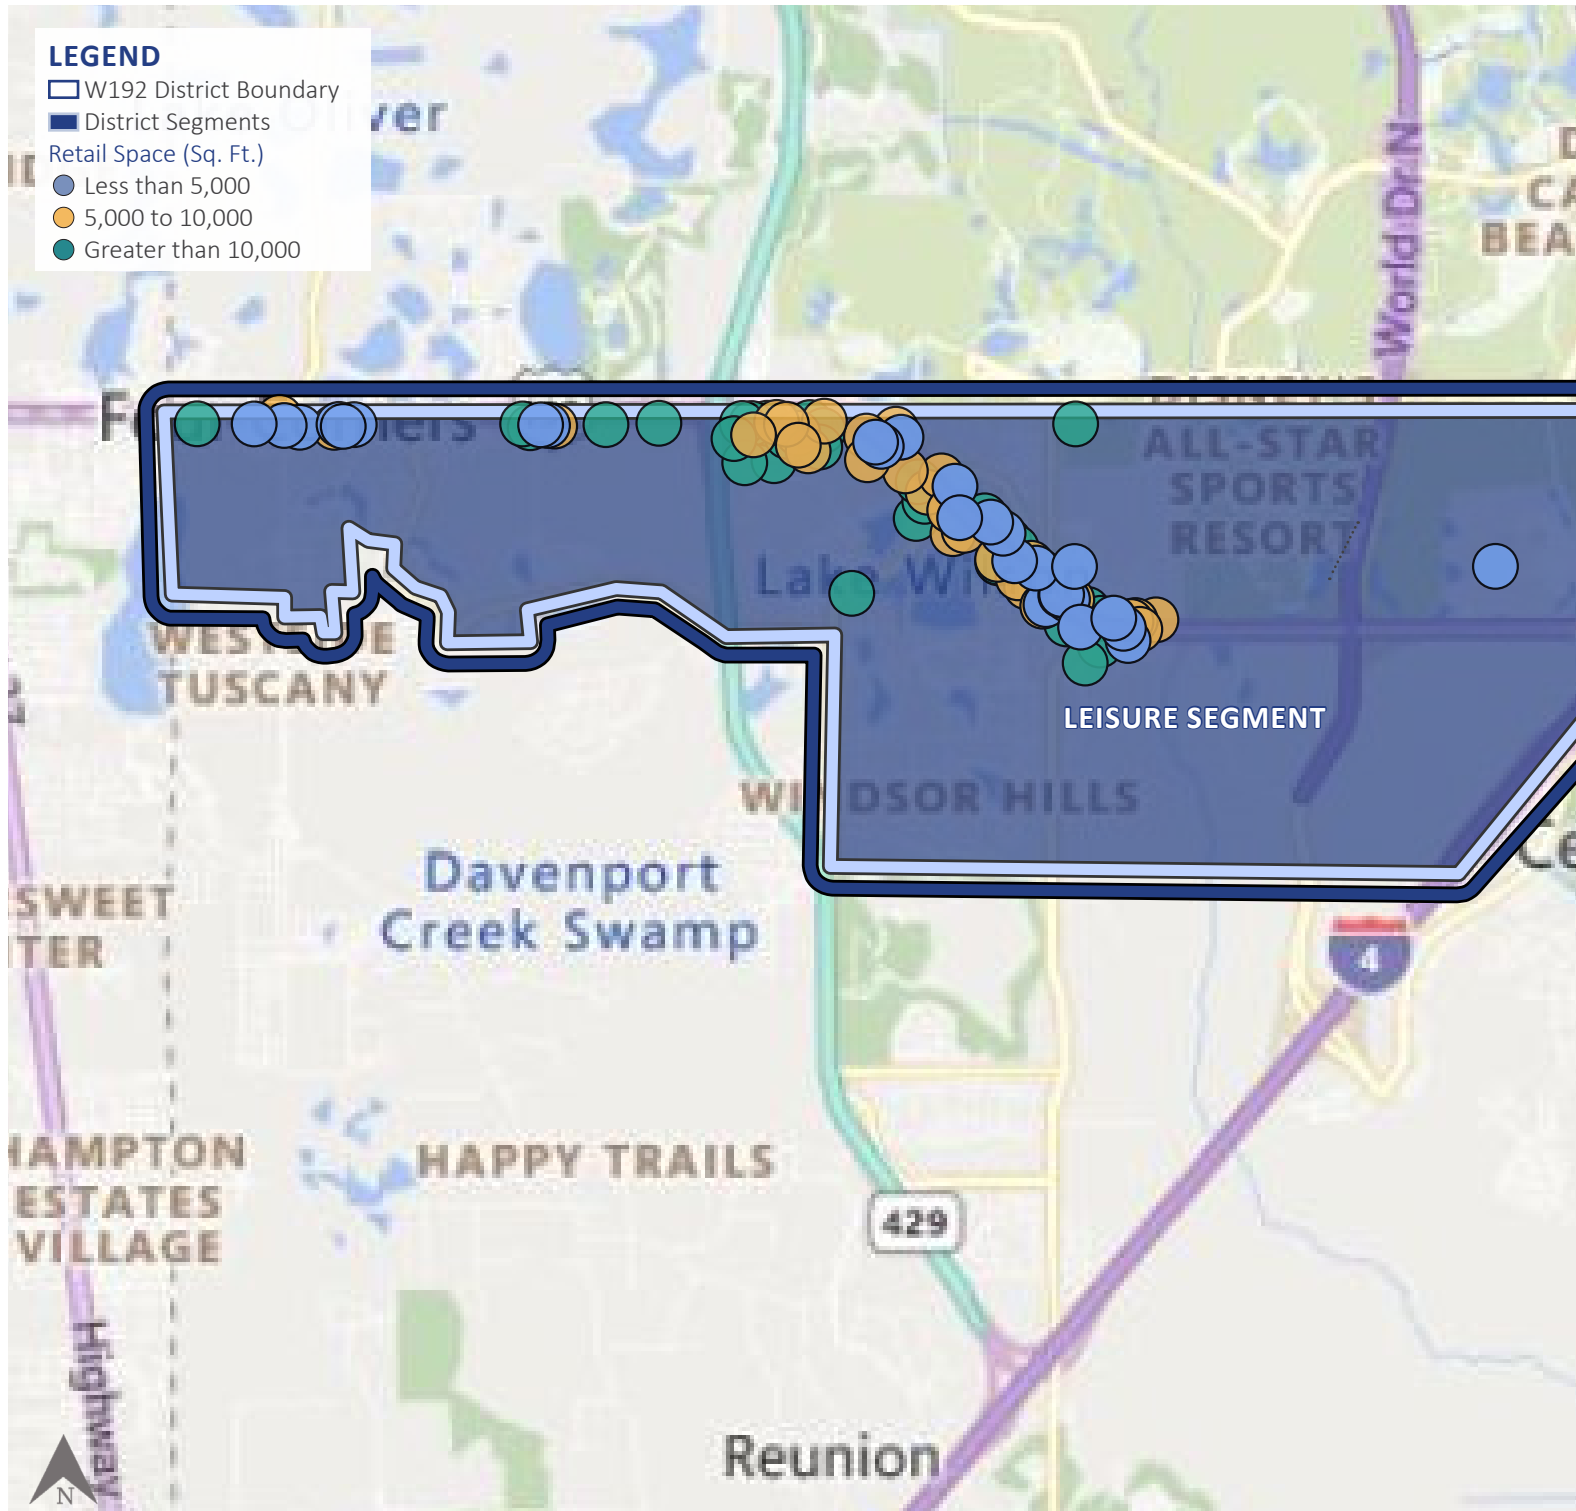 LEGEND
W192 District Boundary
District Segments
Retail Space (Sq. Ft.)
Less than 5,000
5,000 to 10,000
Greater than 10,000
World Dr N
ALL-STAR
SPORTS
RESORT
LEISURE SEGMENT
TUSCANY
WINDSOR HILLS
Davenport
Creek Swamp
SWEET
4
HAMPTON
ESTATES
VILLAGE
HAPPY TRAILS
429
Highway
Reunion
N